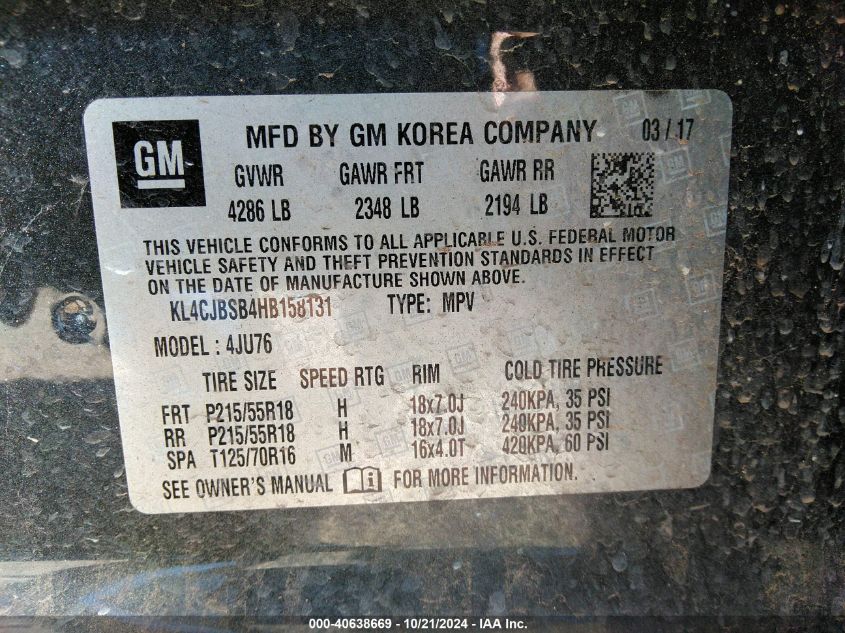 GM
MFD BY GM KOREA COMPANY 03/17
GVWR GAWR FRT GAWR RR
4286 LB 2348 LB 2194 LB
THIS VEHICLE CONFORMS TO ALL APPLICABLE U.S. FEDERAL MOTOR
VEHICLE SAFETY AND THEFT PREVENTION STANDARDS IN EFFECT
ON THE DATE OF MANUFACTURE SHOWN ABOVE.
KL4CJBSB4HB158131 TYPE: MPV
MODEL : 4JU76
TIRE SIZE SPEED RTG RIM COLD TIRE PRESSURE
FRT P215/55R18 H 18x7.0J 240KPA, 35 PSI
RR P215/55R18 H 18x7.0J 240KPA, 35 PSI
SPA T125/70R16 M 16x4.0T 420KPA, 60 PSI
SEE OWNER'S MANUAL i FOR MORE INFORMATION.
000-40638669 - 10/21/2024 - IAA Inc.